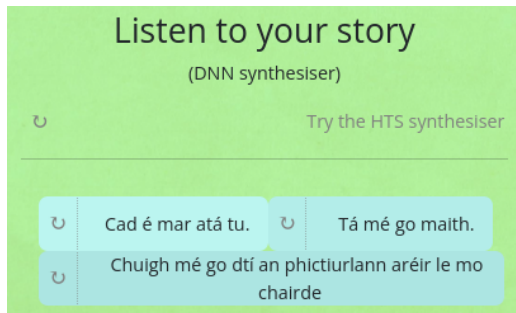 Listen to your story
(DNN synthesiser)
Try the HTS synthesiser
Cad é mar atá tu.
Tá mé go maith.
Chuigh mé go dtí an phictiurlann aréir le mo
chairde